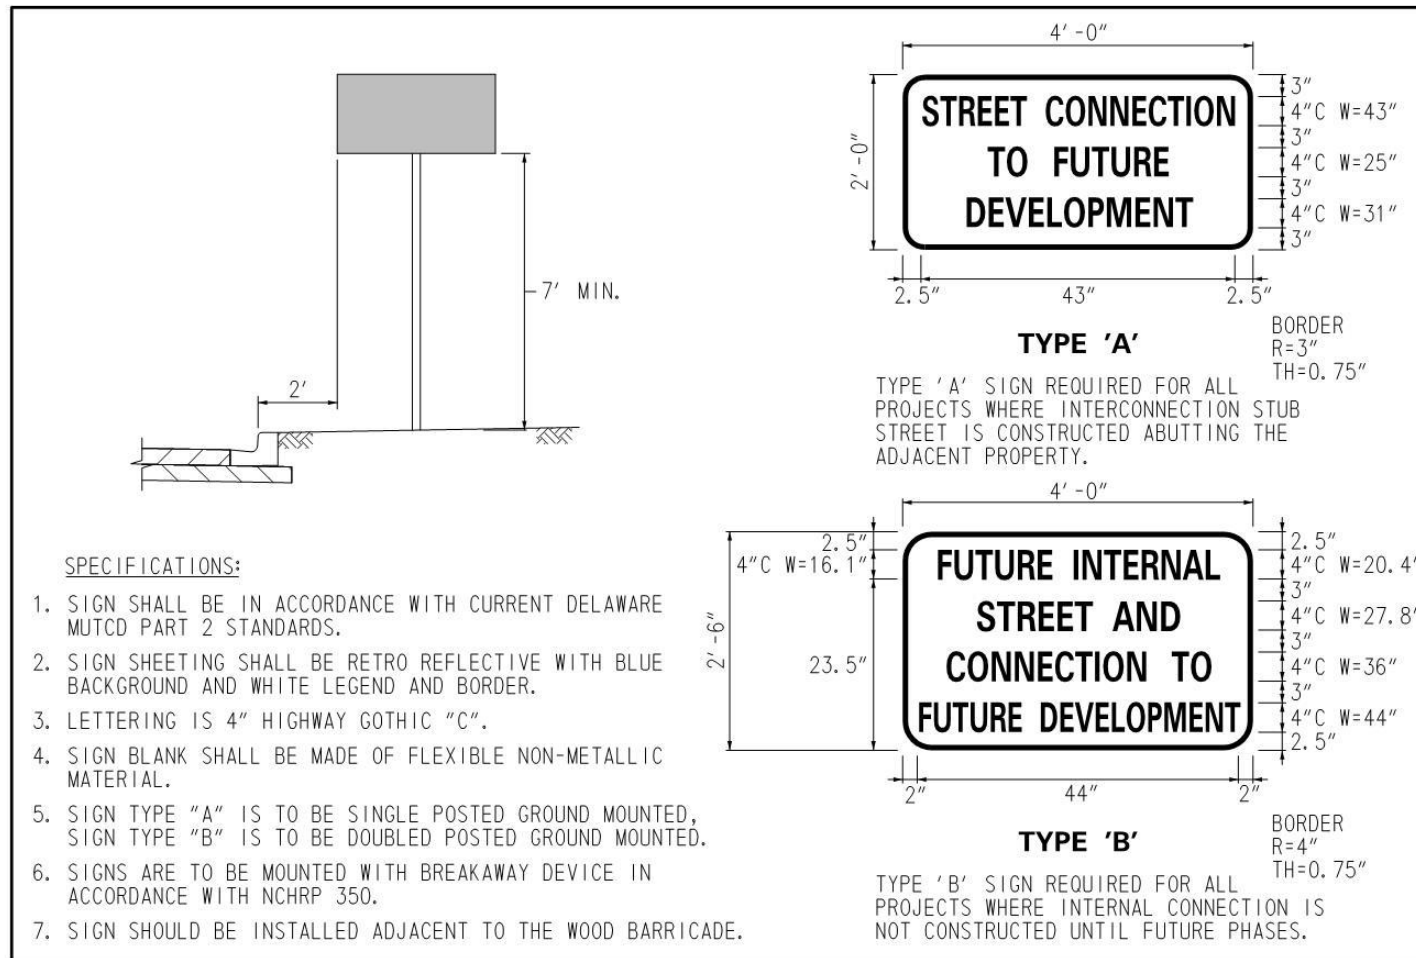 2'
7' MIN.
SPECIFICATIONS:
1. SIGN SHALL BE IN ACCORDANCE WITH CURRENT DELAWARE
MUTCD PART 2 STANDARDS.
2. SIGN SHEETING SHALL BE RETRO REFLECTIVE WITH BLUE
BACKGROUND AND WHITE LEGEND AND BORDER.
3. LETTERING IS 4" HIGHWAY GOTHIC "C".
4. SIGN BLANK SHALL BE MADE OF FLEXIBLE NON-METALLIC
MATERIAL.
5. SIGN TYPE "A" IS TO BE SINGLE POSTED GROUND MOUNTED,
SIGN TYPE "B" IS TO BE DOUBLED POSTED GROUND MOUNTED.
6. SIGNS ARE TO BE MOUNTED WITH BREAKAWAY DEVICE IN
ACCORDANCE WITH NCHRP 350.
7. SIGN SHOULD BE INSTALLED ADJACENT TO THE WOOD BARRICADE.
4'-0"
2'-0"
STREET CONNECTION
TO FUTURE
DEVELOPMENT
3"
4"C W=43"
3"
4"C W=25"
3"
4"C W=31"
3"
2.5" 43" 2.5"
TYPE 'A'
BORDER
R=3"
TH=0.75"
TYPE 'A' SIGN REQUIRED FOR ALL
PROJECTS WHERE INTERCONNECTION STUB
STREET IS CONSTRUCTED ABUTTING THE
ADJACENT PROPERTY.
4'-0"
2'-6"
2.5"
4"C W=16.1"
23.5"
FUTURE INTERNAL
STREET AND
CONNECTION TO
FUTURE DEVELOPMENT
2.5"
4"C W=20.4"
3"
4"C W=27.8"
3"
4"C W=36"
3"
4"C W=44"
2.5"
2" 44" 2"
TYPE 'B'
BORDER
R=4"
TH=0.75"
TYPE 'B' SIGN REQUIRED FOR ALL
PROJECTS WHERE INTERNAL CONNECTION IS
NOT CONSTRUCTED UNTIL FUTURE PHASES.